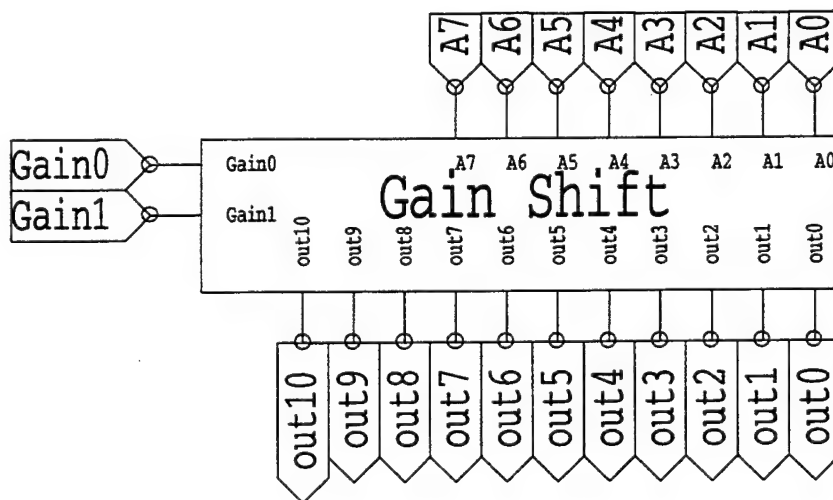 A7 A6 A5 A4 A3 A2 A1 A0
Gain0 Gain0 A7 A6 A5 A4 A3 A2 A1 A0
Gain Shift
Gain1 Gain1
out10 out9 out8 out7 out6 out5 out4 out3 out2 out1 out0
out10 out9 out8 out7 out6 out5 out4 out3 out2 out1 out0